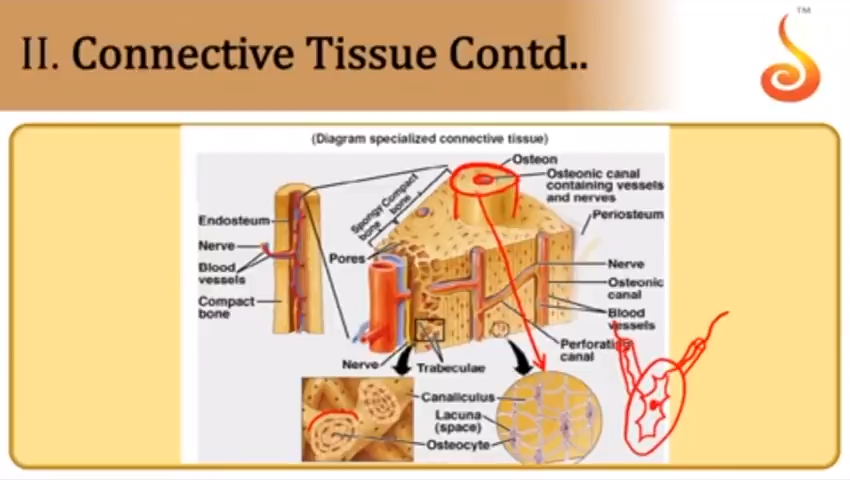 TM
II. Connective Tissue Contd..
(Diagram specialized connective tissue)
Osteon
Osteonic canal
containing vessels
and nerves
Spongy
bone
Compact
bone
Periosteum
Endosteum
Nerve
Blood
vessels
Compact
bone
Pores
Nerve
Osteonic
canal
Blood
vessels
Perforating
canal
Nerve
Trabeculae
Canaliculus
Lacuna
(space)
Osteocyte